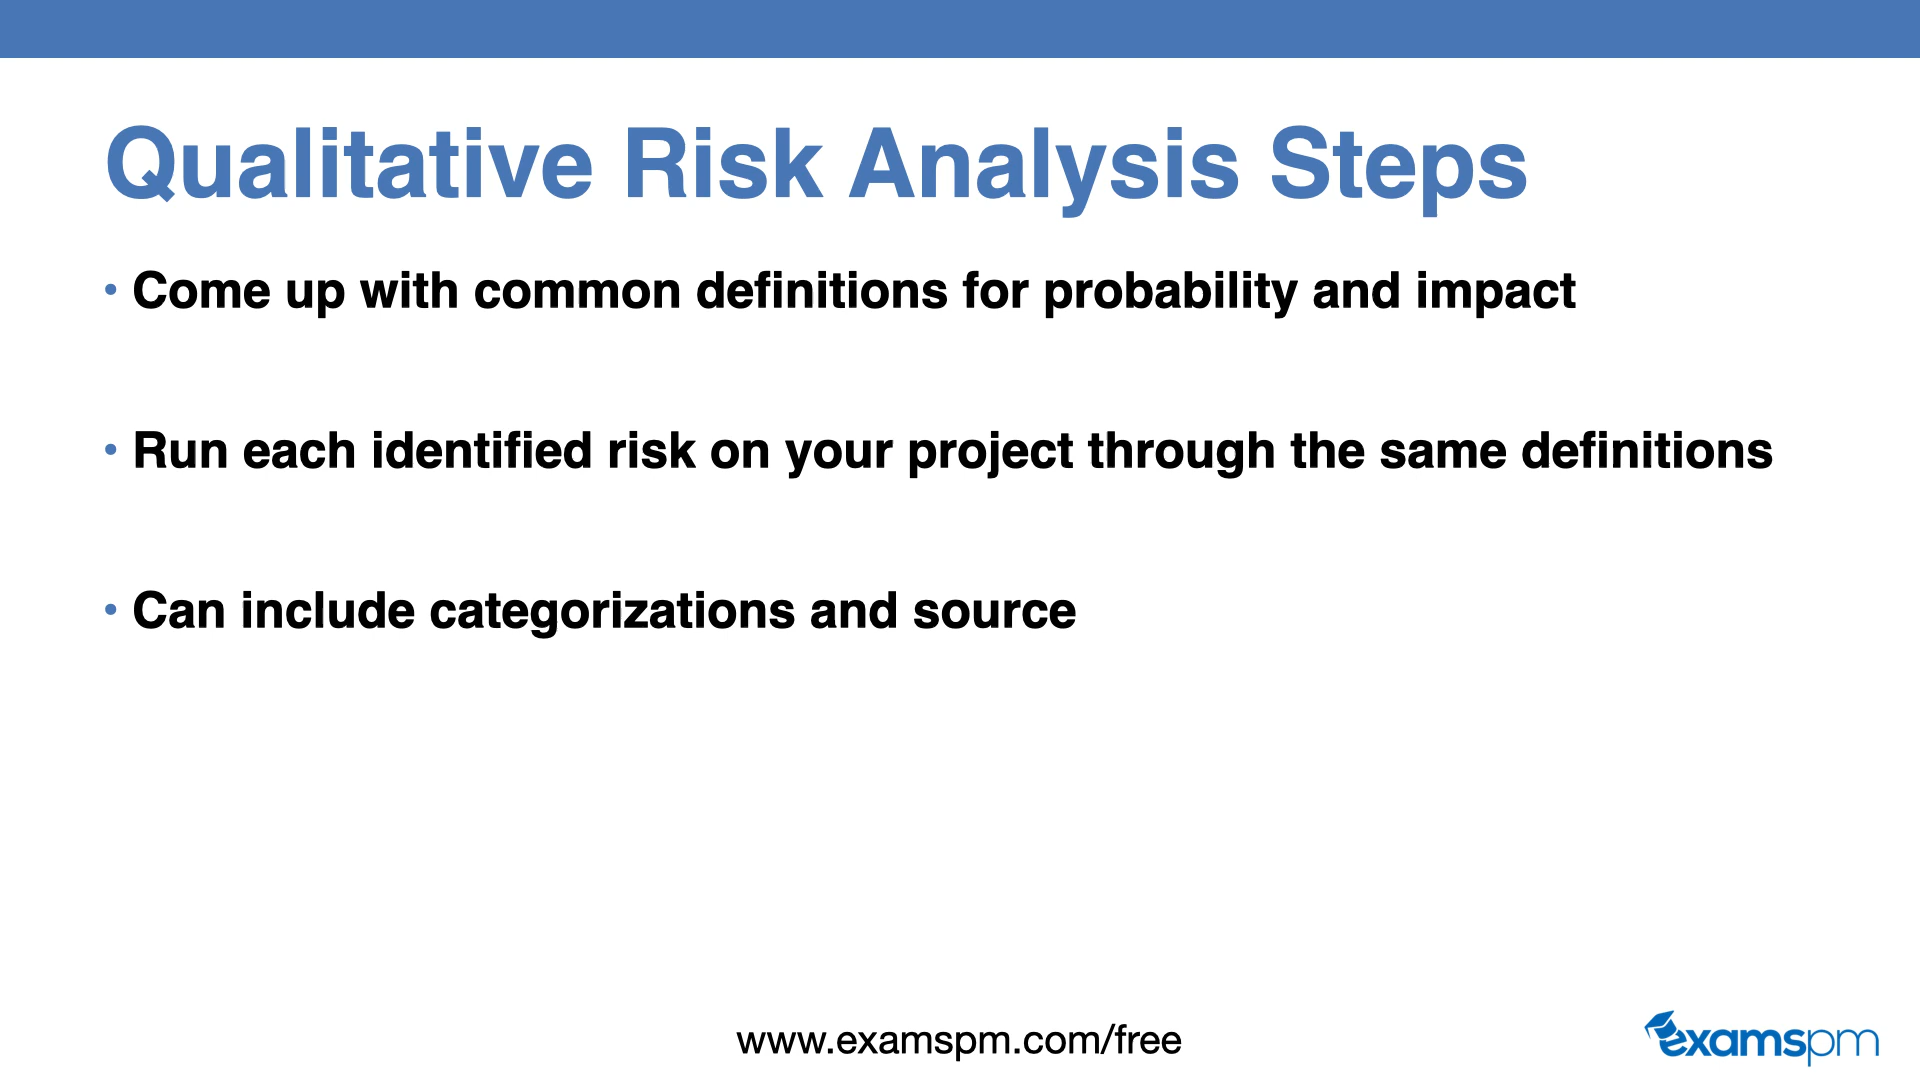 Qualitative Risk Analysis Steps
• Come up with common definitions for probability and impact
• Run each identified risk on your project through the same definitions
• Can include categorizations and source
www.examspm.com/free
examspm